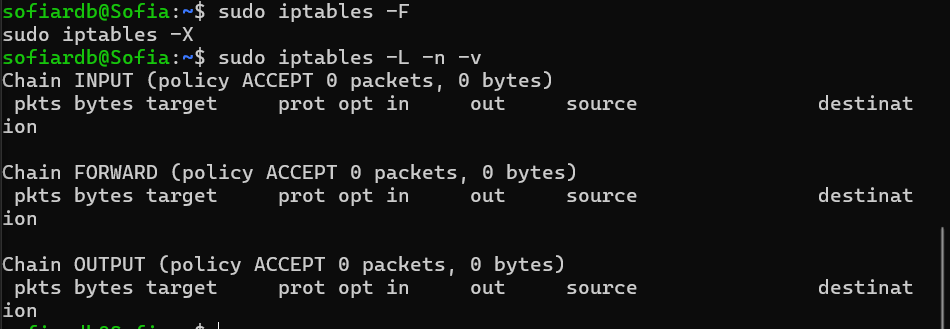 sofiardb@Sofia:~$ sudo iptables -F
sudo iptables -X
sofiardb@Sofia:~$ sudo iptables -L -n -v
Chain INPUT (policy ACCEPT 0 packets, 0 bytes)
 pkts bytes target     prot opt in     out     source               destinat
ion

Chain FORWARD (policy ACCEPT 0 packets, 0 bytes)
 pkts bytes target     prot opt in     out     source               destinat
ion

Chain OUTPUT (policy ACCEPT 0 packets, 0 bytes)
 pkts bytes target     prot opt in     out     source               destinat
ion
sofiardb@Sofia:~$